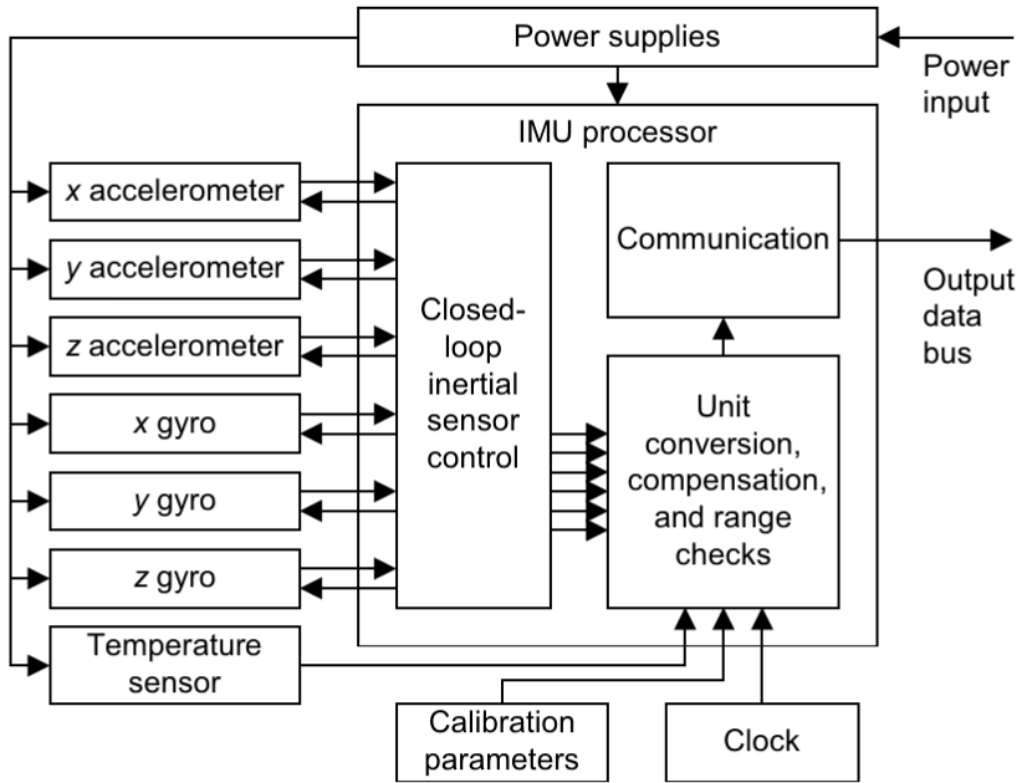 Power supplies
Power
input
IMU processor
x accelerometer
y accelerometer
z accelerometer
x gyro
y gyro
z gyro
Temperature
sensor
Closed-
loop
inertial
sensor
control
Communication
Output
data
bus
Unit
conversion,
compensation,
and range
checks
Calibration
parameters
Clock